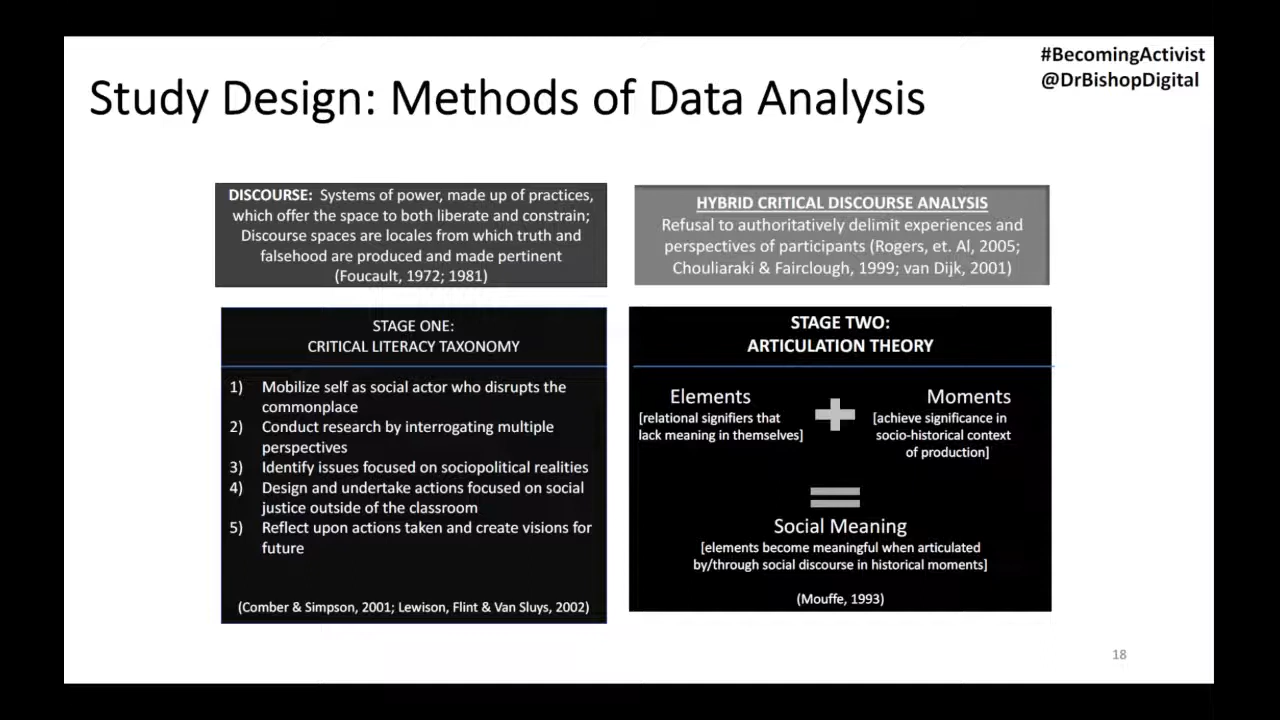 #BecomingActivist
@DrBishopDigital
Study Design: Methods of Data Analysis
DISCOURSE: Systems of power, made up of practices,
which offer the space to both liberate and constrain;
Discourse spaces are locales from which truth and
falsehood are produced and made pertinent
(Foucault, 1972; 1981)
HYBRID CRITICAL DISCOURSE ANALYSIS
Refusal to authoritatively delimit experiences and
perspectives of participants (Rogers, et. Al, 2005;
Chouliaraki & Fairclough, 1999; van Dijk, 2001)
STAGE ONE:
CRITICAL LITERACY TAXONOMY
1) Mobilize self as social actor who disrupts the
commonplace
2) Conduct research by interrogating multiple
perspectives
3) Identify issues focused on sociopolitical realities
4) Design and undertake actions focused on social
justice outside of the classroom
5) Reflect upon actions taken and create visions for
future
(Comber & Simpson, 2001; Lewison, Flint & Van Sluys, 2002)
STAGE TWO:
ARTICULATION THEORY
Elements
[relational signifiers that
lack meaning in themselves]
+
Moments
[achieve significance in
socio-historical context
of production]
=
Social Meaning
[elements become meaningful when articulated
by/through social discourse in historical moments]
(Mouffe, 1993)
18